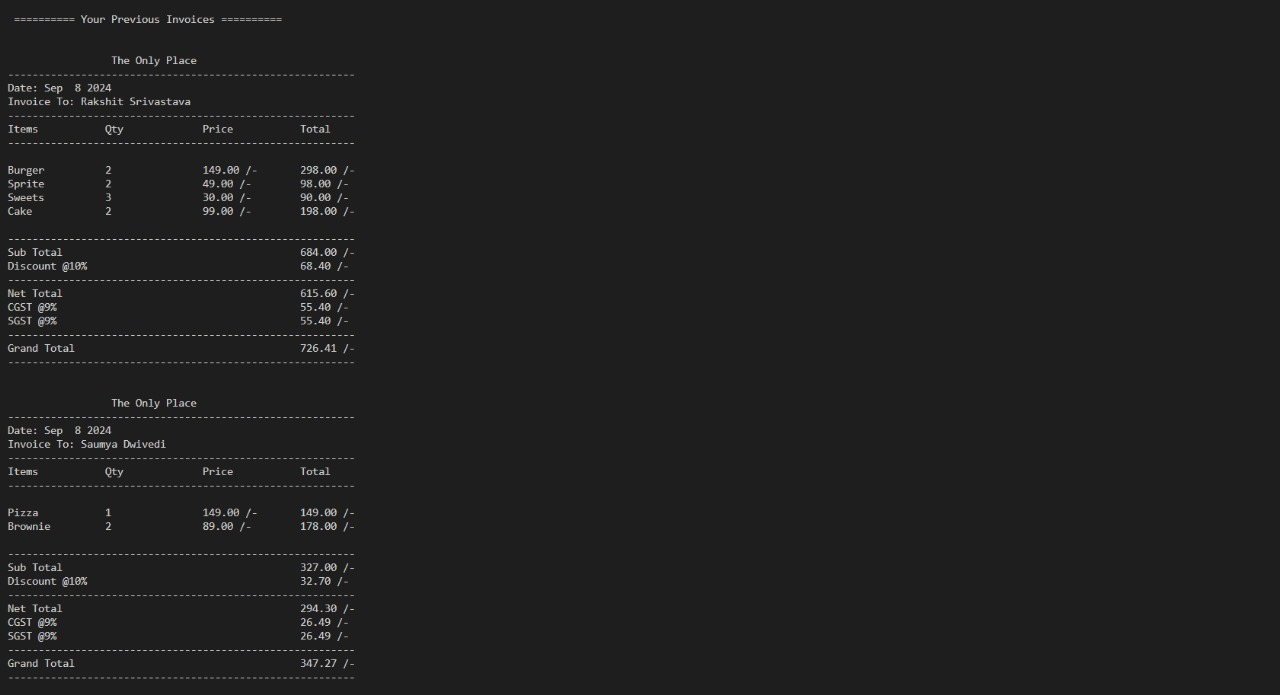 ========== Your Previous Invoices ==========
The Only Place
---------------------------------------------------------
Date: Sep  8 2024
Invoice To: Rakshit Srivastava
---------------------------------------------------------
Items           Qty             Price           Total
---------------------------------------------------------
Burger          2               149.00 /-       298.00 /-
Sprite          2               49.00 /-        98.00 /-
Sweets          3               30.00 /-        90.00 /-
Cake            2               99.00 /-        198.00 /-
---------------------------------------------------------
Sub Total                                       684.00 /-
Discount @10%                                   68.40 /-
---------------------------------------------------------
Net Total                                       615.60 /-
CGST @9%                                        55.40 /-
SGST @9%                                        55.40 /-
---------------------------------------------------------
Grand Total                                     726.41 /-
---------------------------------------------------------
The Only Place
---------------------------------------------------------
Date: Sep  8 2024
Invoice To: Saumya Dwivedi
---------------------------------------------------------
Items           Qty             Price           Total
---------------------------------------------------------
Pizza           1               149.00 /-       149.00 /-
Brownie         2               89.00 /-        178.00 /-
---------------------------------------------------------
Sub Total                                       327.00 /-
Discount @10%                                   32.70 /-
---------------------------------------------------------
Net Total                                       294.30 /-
CGST @9%                                        26.49 /-
SGST @9%                                        26.49 /-
---------------------------------------------------------
Grand Total                                     347.27 /-
---------------------------------------------------------